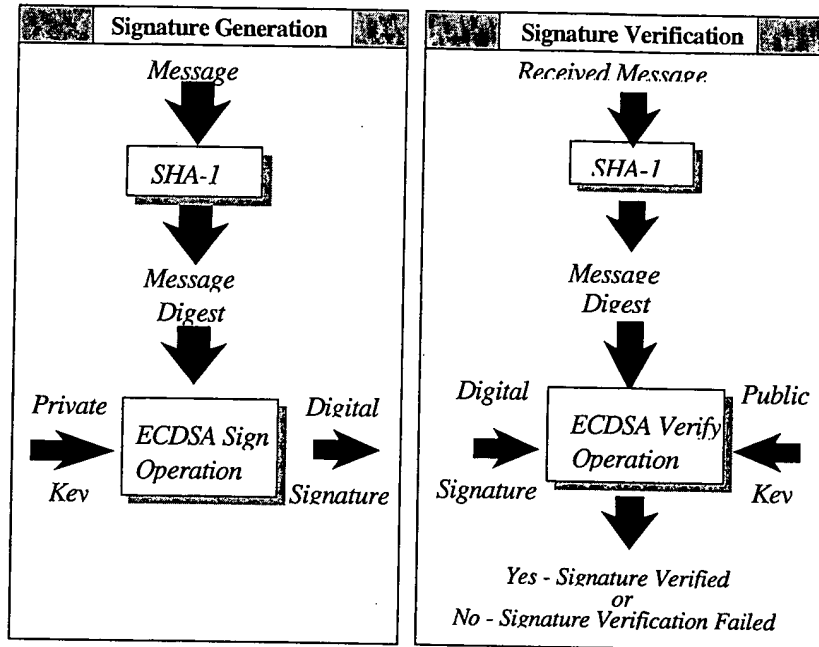 Signature Generation
Message
SHA-1
Message
Digest
Private
Key
ECDSA Sign
Operation
Digital
Signature
Signature Verification
Received Message
SHA-1
Message
Digest
Digital
Signature
ECDSA Verify
Operation
Public
Key
Yes - Signature Verified
or
No - Signature Verification Failed